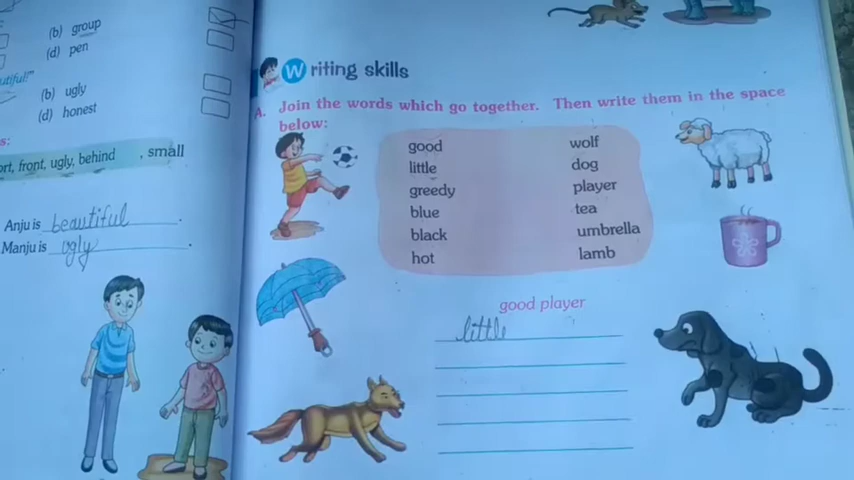 (b) group
(d) pen
(b) ugly
(d) honest
front, ugly, behind , small
Anju is beautiful.
Manju is ugly.
Writing skills
A. Join the words which go together. Then write them in the space
below:
good wolf
little dog
greedy player
blue tea
black umbrella
hot lamb
good player
little